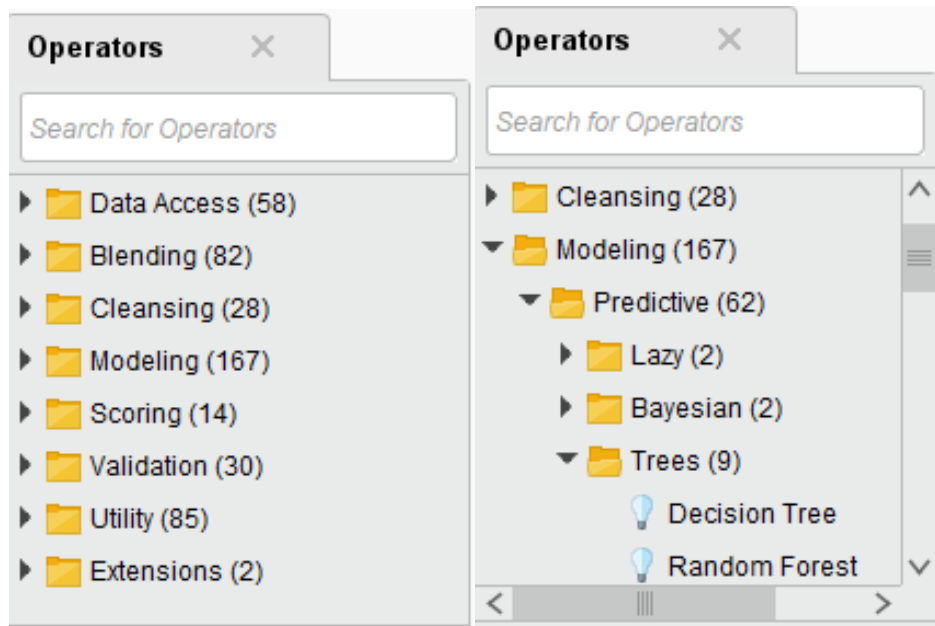 Operators
Search for Operators
Data Access (58)
Blending (82)
Cleansing (28)
Modeling (167)
Scoring (14)
Validation (30)
Utility (85)
Extensions (2)
Operators
Search for Operators
Cleansing (28)
Modeling (167)
Predictive (62)
Lazy (2)
Bayesian (2)
Trees (9)
Decision Tree
Random Forest